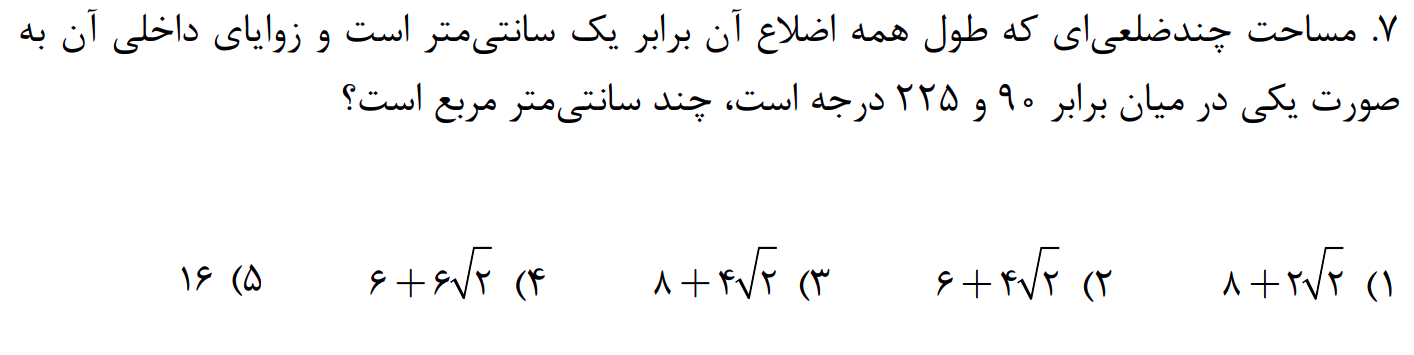 ۷. مساحت چندضلعی‌ای که طول همه اضلاع آن برابر یک سانتی‌متر است و زوایای داخلی آن به
صورت یکی در میان برابر ۹۰ و ۲۲۵ درجه است، چند سانتی‌متر مربع است؟
۱) ۸+۲√۲ ۲) ۶+۴√۲ ۳) ۸+۴√۲ ۴) ۶+۶√۲ ۵) ۱۶